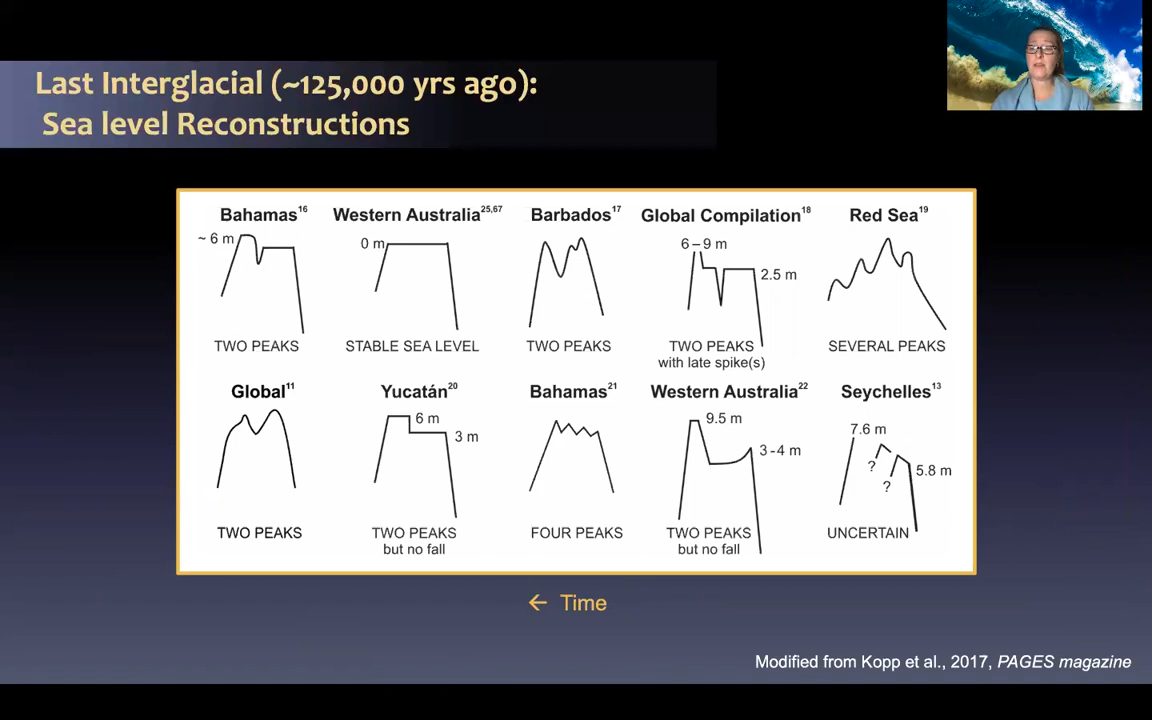 Last Interglacial (~125,000 yrs ago):
Sea level Reconstructions
Bahamas16
~ 6 m
TWO PEAKS
Western Australia25,67
0 m
STABLE SEA LEVEL
Barbados17
TWO PEAKS
Global Compilation18
6–9 m
2.5 m
TWO PEAKS
with late spike(s)
Red Sea19
SEVERAL PEAKS
Global11
TWO PEAKS
Yucatán20
6 m
3 m
TWO PEAKS
but no fall
Bahamas21
FOUR PEAKS
Western Australia22
9.5 m
3-4 m
TWO PEAKS
but no fall
Seychelles13
7.6 m
?
?
5.8 m
UNCERTAIN
← Time
Modified from Kopp et al., 2017, PAGES magazine